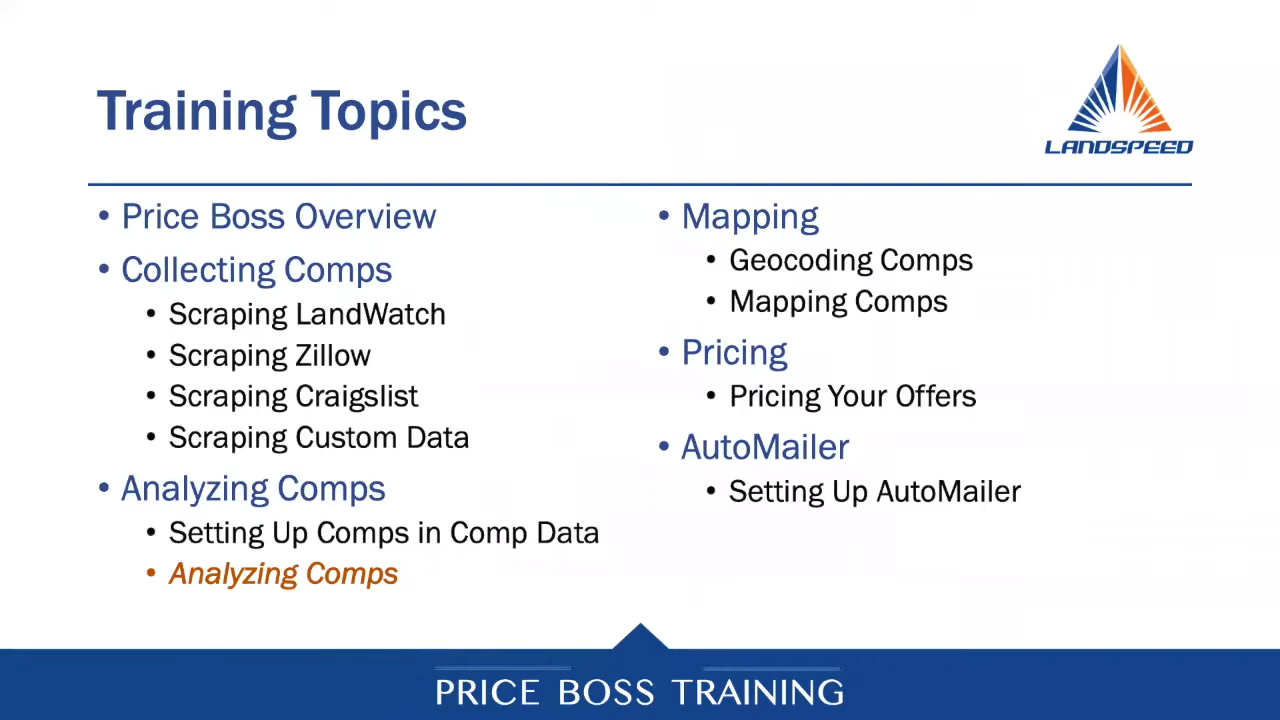 Training Topics
LANDSPEED
• Price Boss Overview
• Collecting Comps
• Scraping LandWatch
• Scraping Zillow
• Scraping Craigslist
• Scraping Custom Data
• Analyzing Comps
• Setting Up Comps in Comp Data
• Analyzing Comps
• Mapping
• Geocoding Comps
• Mapping Comps
• Pricing
• Pricing Your Offers
• AutoMailer
• Setting Up AutoMailer
PRICE BOSS TRAINING